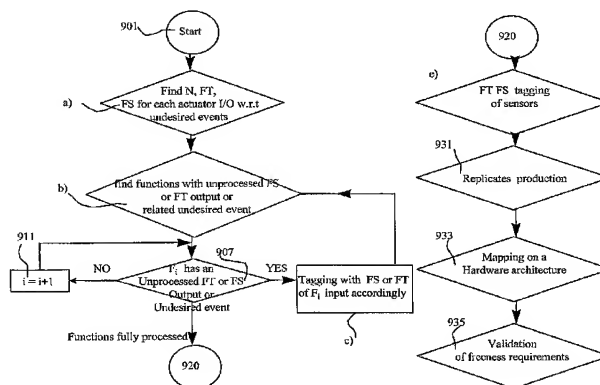 901
Start
a)
Find N, FT,
FS for each actuator I/O w.r.t
undesired events
b)
find functions with unprocessed FS
or FT output or
related undesired event
911
i = i+1
NO
907
Fi has an
Unprocessed FT or FS
Output or
Undesired event
YES
Tagging with FS or FT
of Fi input accordingly
c)
Functions fully processed
920
920
e)
FT FS tagging
of sensors
931
Replicates production
933
Mapping on a
Hardware architecture
935
Validation
of freeness requirements